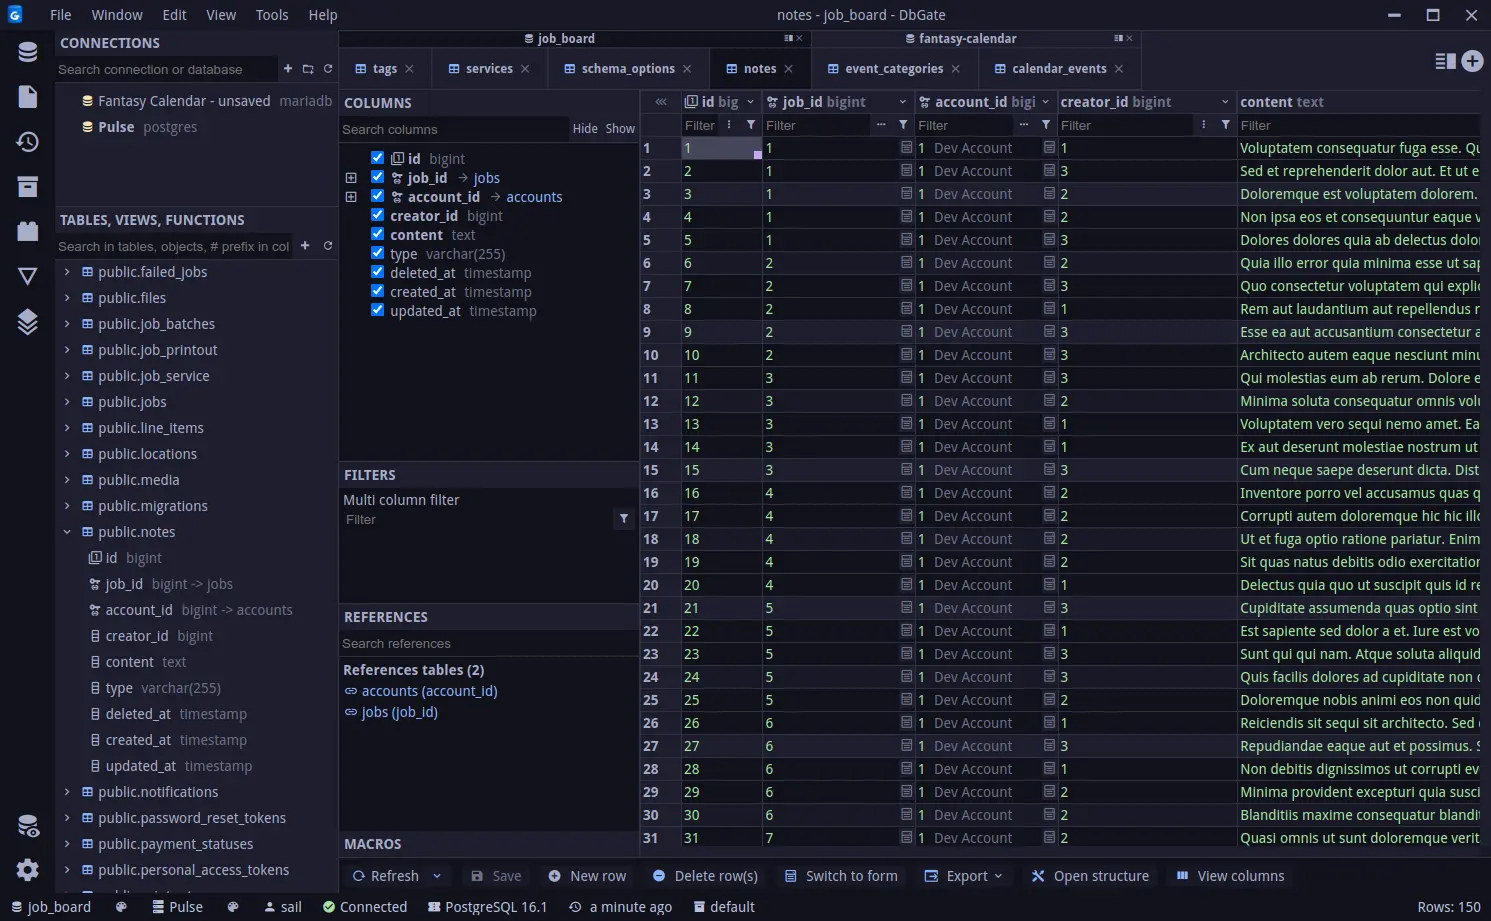 File Window Edit View Tools Help
notes - job_board - DbGate
CONNECTIONS
Search connection or database
Fantasy Calendar - unsaved mariadb
Pulse postgres
TABLES, VIEWS, FUNCTIONS
Search in tables, objects, # prefix in col
public.failed_jobs
public.files
public.job_batches
public.job_printout
public.job_service
public.jobs
public.line_items
public.locations
public.media
public.migrations
public.notes
id bigint
job_id bigint -> jobs
account_id bigint -> accounts
creator_id bigint
content text
type varchar(255)
deleted_at timestamp
created_at timestamp
updated_at timestamp
public.notifications
public.password_reset_tokens
public.payment_statuses
public.personal_access_tokens
job_board
fantasy-calendar
tags
services
schema_options
notes
event_categories
calendar_events
COLUMNS
Search columns
Hide Show
id bigint
job_id → jobs
account_id → accounts
creator_id bigint
content text
type varchar(255)
deleted_at timestamp
created_at timestamp
updated_at timestamp
FILTERS
Multi column filter
Filter
REFERENCES
Search references
References tables (2)
accounts (account_id)
jobs (job_id)
MACROS
id big job_id bigint account_id bigi creator_id bigint content text
Filter Filter Filter Filter Filter
1 1 1 1 Dev Account 1 Voluptatem consequatur fuga esse. Qu
2 2 1 1 Dev Account 3 Sed et reprehenderit dolor aut. Et ut e
3 3 1 1 Dev Account 2 Doloremque est voluptatem dolorem.
4 4 1 1 Dev Account 2 Non ipsa eos et consequuntur eaque v
5 5 1 1 Dev Account 3 Dolores dolores quia ab delectus dolo
6 6 2 1 Dev Account 2 Quia illo error quia minima esse ut sap
7 7 2 1 Dev Account 3 Quo consectetur voluptatem qui explic
8 8 2 1 Dev Account 1 Rem aut laudantium aut repellendus r
9 9 2 1 Dev Account 3 Esse ea aut accusantium consectetur a
10 10 2 1 Dev Account 3 Architecto autem eaque nesciunt minu
11 11 3 1 Dev Account 3 Qui molestias eum ab rerum. Dolore e
12 12 3 1 Dev Account 2 Minima soluta consequatur omnis volu
13 13 3 1 Dev Account 1 Voluptatem vero sequi nemo amet. Ea
14 14 3 1 Dev Account 1 Ex aut deserunt molestiae nostrum ut
15 15 3 1 Dev Account 3 Cum neque saepe deserunt dicta. Dist
16 16 4 1 Dev Account 2 Inventore porro vel accusamus quas q
17 17 4 1 Dev Account 2 Corrupti autem doloremque hic hic illo
18 18 4 1 Dev Account 2 Ut et fuga optio ratione pariatur. Enim
19 19 4 1 Dev Account 2 Sit quas natus debitis odio exercitation
20 20 4 1 Dev Account 1 Delectus quia quo ut suscipit quis id re
21 21 5 1 Dev Account 3 Cupiditate assumenda quas optio sint
22 22 5 1 Dev Account 1 Est sapiente sed dolor a et. Iure est vo
23 23 5 1 Dev Account 3 Sunt qui qui nam. Atque soluta aliquid
24 24 5 1 Dev Account 3 Quis facilis dolores ad cupiditate non c
25 25 5 1 Dev Account 2 Doloremque nobis animi eos non quid
26 26 6 1 Dev Account 1 Reiciendis sit sequi sit architecto. Sed
27 27 6 1 Dev Account 3 Repudiandae eaque aut et possimus. S
28 28 6 1 Dev Account 1 Non debitis dignissimos ut corrupti ev
29 29 6 1 Dev Account 2 Minima provident excepturi quia susci
30 30 6 1 Dev Account 2 Blanditiis maxime consequatur blandit
31 31 7 1 Dev Account 2 Quasi omnis ut sunt doloremque verit
Refresh Save New row Delete row(s) Switch to form Export Open structure View columns
job_board Pulse sail Connected PostgreSQL 16.1 a minute ago default Rows: 150